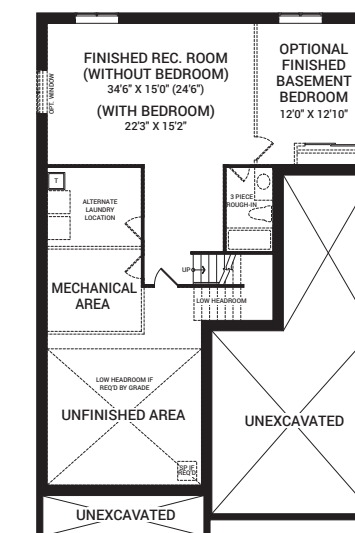 FINISHED REC. ROOM
(WITHOUT BEDROOM)
34'6" X 15'0" (24'6")
(WITH BEDROOM)
22'3" X 15'2"
OPTIONAL
FINISHED
BASEMENT
BEDROOM
12'0" X 12'10"
OPT. WINDOW
T
ALTERNATE
LAUNDRY
LOCATION
3 PIECE
ROUGH-IN
UP
MECHANICAL
AREA
LOW HEADROOM
LOW HEADROOM IF
REQ'D BY GRADE
UNFINISHED AREA
UNEXCAVATED
SP IF
REQ'D
UNEXCAVATED